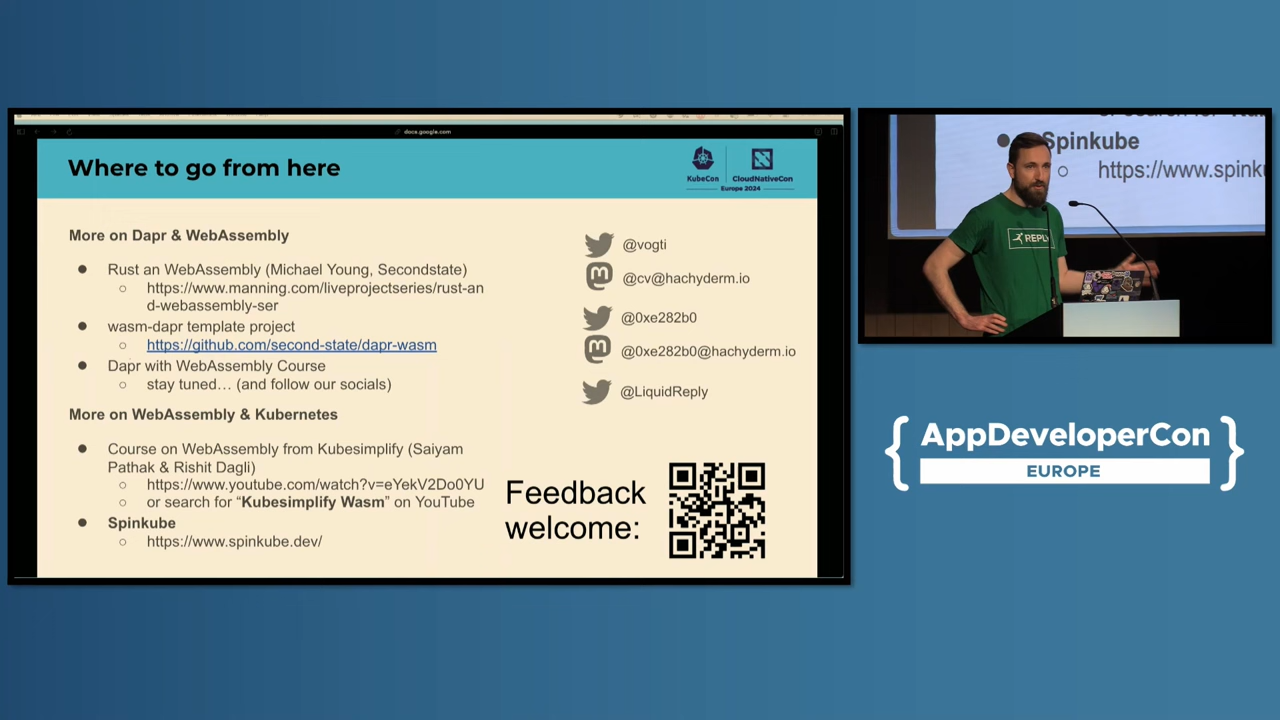 docs.google.com
Where to go from here
KubeCon
CloudNativeCon
Europe 2024
More on Dapr & WebAssembly
● Rust an WebAssembly (Michael Young, Secondstate)
○ https://www.manning.com/liveprojectseries/rust-an
d-webassembly-ser
● wasm-dapr template project
○ https://github.com/second-state/dapr-wasm
● Dapr with WebAssembly Course
○ stay tuned… (and follow our socials)
More on WebAssembly & Kubernetes
● Course on WebAssembly from Kubesimplify (Saiyam
Pathak & Rishit Dagli)
○ https://www.youtube.com/watch?v=eYekV2Do0YU
○ or search for “Kubesimplify Wasm” on YouTube
● Spinkube
○ https://www.spinkube.dev/
@vogti
@cv@hachyderm.io
@0xe282b0
@0xe282b0@hachyderm.io
@LiquidReply
Feedback
welcome:
● Spinkube
○ https://www.spinku
REPLY
{ AppDeveloperCon }
EUROPE